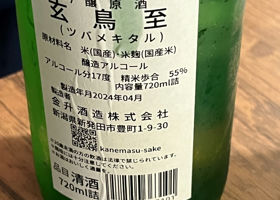 醸原酒
玄鳥至
(ツバメキタル)
原材料名 米(国産)・米麹(国産米)
醸造アルコール
アルコール分17度 精米歩合 55%
内容量720ml詰
製造年月2024年04月
製造者
金升酒造株式会社
新潟県新発田市豊町1-9-30
kanemasu-sake
品目 清酒
720ml詰